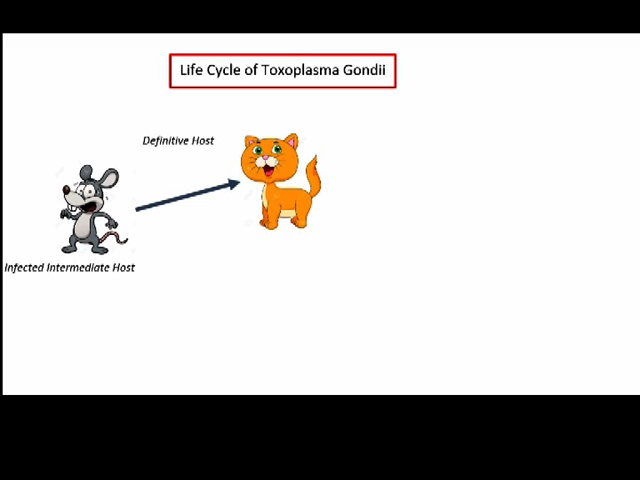 Life Cycle of Toxoplasma Gondii
Definitive Host
Infected Intermediate Host